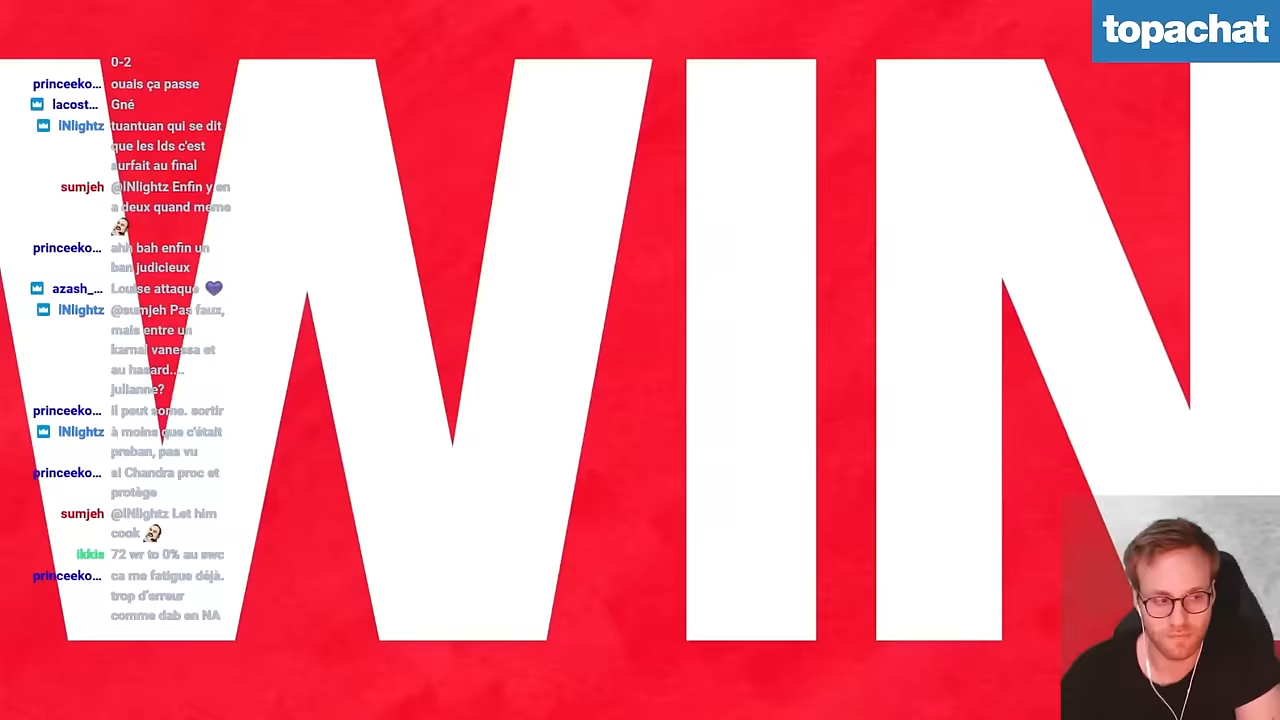 topachat
WIN
0-2
princeeko... ouais ça passe
lacost... Gné
lNlightz tuantuan qui se dit
que les lds c'est
surfait au final
sumjeh @lNlightz Enfin y en
a deux quand meme
princeeko... ahh bah enfin un
ban judicieux
azash_... Louise attaque
lNlightz @sumjeh Pas faux,
mais entre un
karnal vanessa et
au hasard....
julianne?
princeeko... il peut some. sortir
lNlightz à moins que c'était
preban, pas vu
princeeko... si Chandra proc et
protège
sumjeh @lNlightz Let him
cook
ikkis 72 wr to 0% au swc
princeeko... ca me fatigue déjà.
trop d'erreur
comme dab en NA